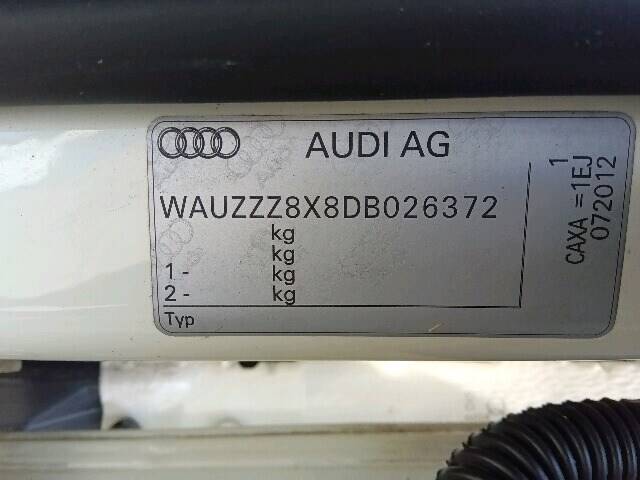 AUDI AG
WAUZZZ8X8DB026372
kg
kg
1 - kg
2 - kg
Typ
1
CAXA =1EJ
072012